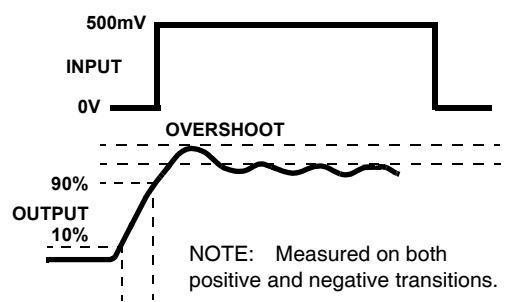 500mV
INPUT
0V
OVERSHOOT
90%
OUTPUT
10%
NOTE: Measured on both
positive and negative transitions.